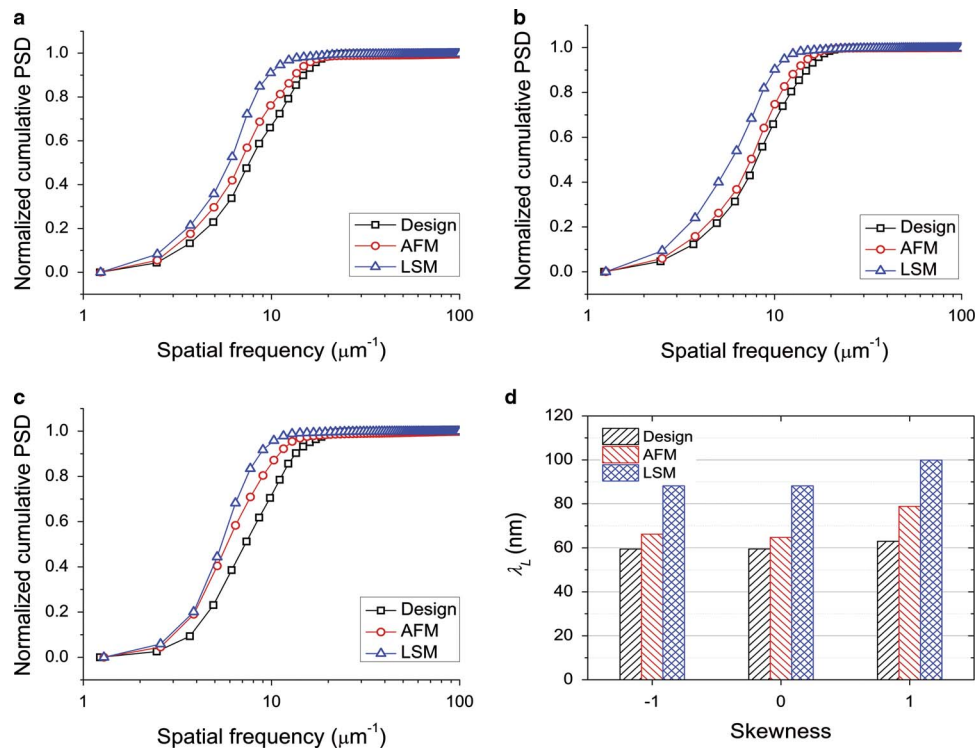 a
Normalized cumulative PSD
1.0
0.8
0.6
0.4
0.2
0.0
Design
AFM
LSM
1
10
100
Spatial frequency (μm⁻¹)
b
Normalized cumulative PSD
1.0
0.8
0.6
0.4
0.2
0.0
Design
AFM
LSM
1
10
100
Spatial frequency (μm⁻¹)
c
Normalized cumulative PSD
1.0
0.8
0.6
0.4
0.2
0.0
Design
AFM
LSM
1
10
100
Spatial frequency (μm⁻¹)
d
λL (nm)
120
100
80
60
40
20
0
Design
AFM
LSM
-1
0
1
Skewness